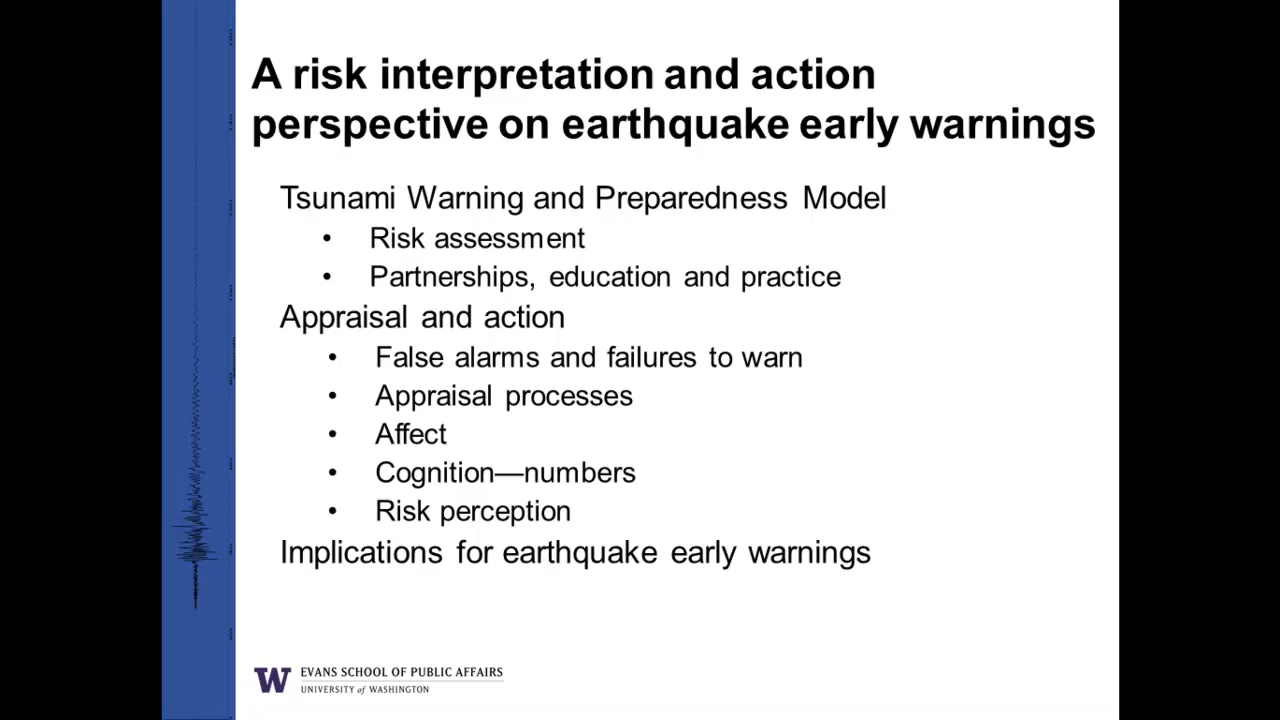 A risk interpretation and action
perspective on earthquake early warnings
Tsunami Warning and Preparedness Model
• Risk assessment
• Partnerships, education and practice
Appraisal and action
• False alarms and failures to warn
• Appraisal processes
• Affect
• Cognition—numbers
• Risk perception
Implications for earthquake early warnings
W EVANS SCHOOL OF PUBLIC AFFAIRS
UNIVERSITY of WASHINGTON